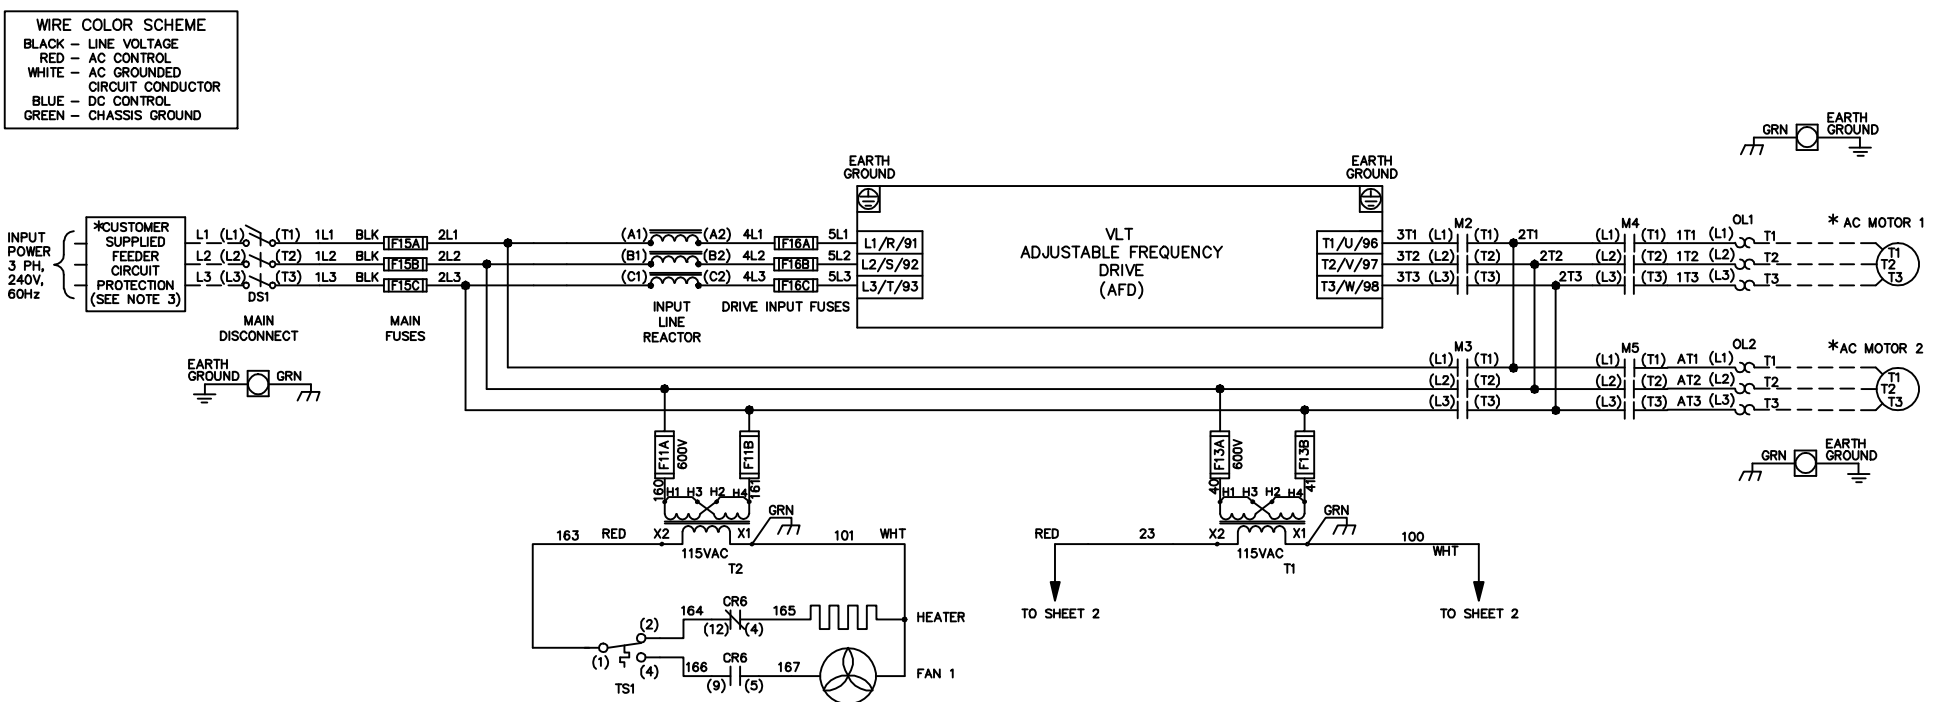 WIRE COLOR SCHEME
BLACK – LINE VOLTAGE
RED – AC CONTROL
WHITE – AC GROUNDED
CIRCUIT CONDUCTOR
BLUE – DC CONTROL
GREEN – CHASSIS GROUND
GRN
EARTH
GROUND
EARTH
GROUND
EARTH
GROUND
INPUT
POWER
3 PH,
240V,
60Hz
*CUSTOMER
SUPPLIED
FEEDER
CIRCUIT
PROTECTION
(SEE NOTE 3)
L1 (L1) (T1) 1L1 BLK F15A 2L1
L2 (L2) (T2) 1L2 BLK F15B 2L2
L3 (L3) (T3) 1L3 BLK F15C 2L3
DS1
MAIN
DISCONNECT
MAIN
FUSES
(A1) (A2) 4L1 F16A 5L1
(B1) (B2) 4L2 F16B 5L2
(C1) (C2) 4L3 F16C 5L3
INPUT
LINE
REACTOR
DRIVE INPUT FUSES
L1/R/91
L2/S/92
L3/T/93
VLT
ADJUSTABLE FREQUENCY
DRIVE
(AFD)
T1/U/96
T2/V/97
T3/W/98
M2
M4
OL1
* AC MOTOR 1
3T1 (L1) (T1) 2T1 (L1) (T1) 1T1 (L1) T1
3T2 (L2) (T2) 2T2 (L2) (T2) 1T2 (L2) T2
3T3 (L3) (T3) 2T3 (L3) (T3) 1T3 (L3) T3
T1
T2
T3
EARTH
GROUND
GRN
M3
M5
OL2
*AC MOTOR 2
(L1) (T1) (L1) (T1) AT1 (L1) T1
(L2) (T2) (L2) (T2) AT2 (L2) T2
(L3) (T3) (L3) (T3) AT3 (L3) T3
T1
T2
T3
GRN
EARTH
GROUND
F11A
600V
F11B
160
161
H1 H3 H2 H4
GRN
163 RED X2 X1 101 WHT
115VAC
T2
F13A
600V
F13B
40
41
H1 H3 H2 H4
GRN
RED 23 X2 X1 100
WHT
115VAC
T1
TO SHEET 2
TO SHEET 2
CR6
164 165
(12) (4)
HEATER
(2)
(1)
(4)
TS1
CR6
166 167
(9) (5)
FAN 1